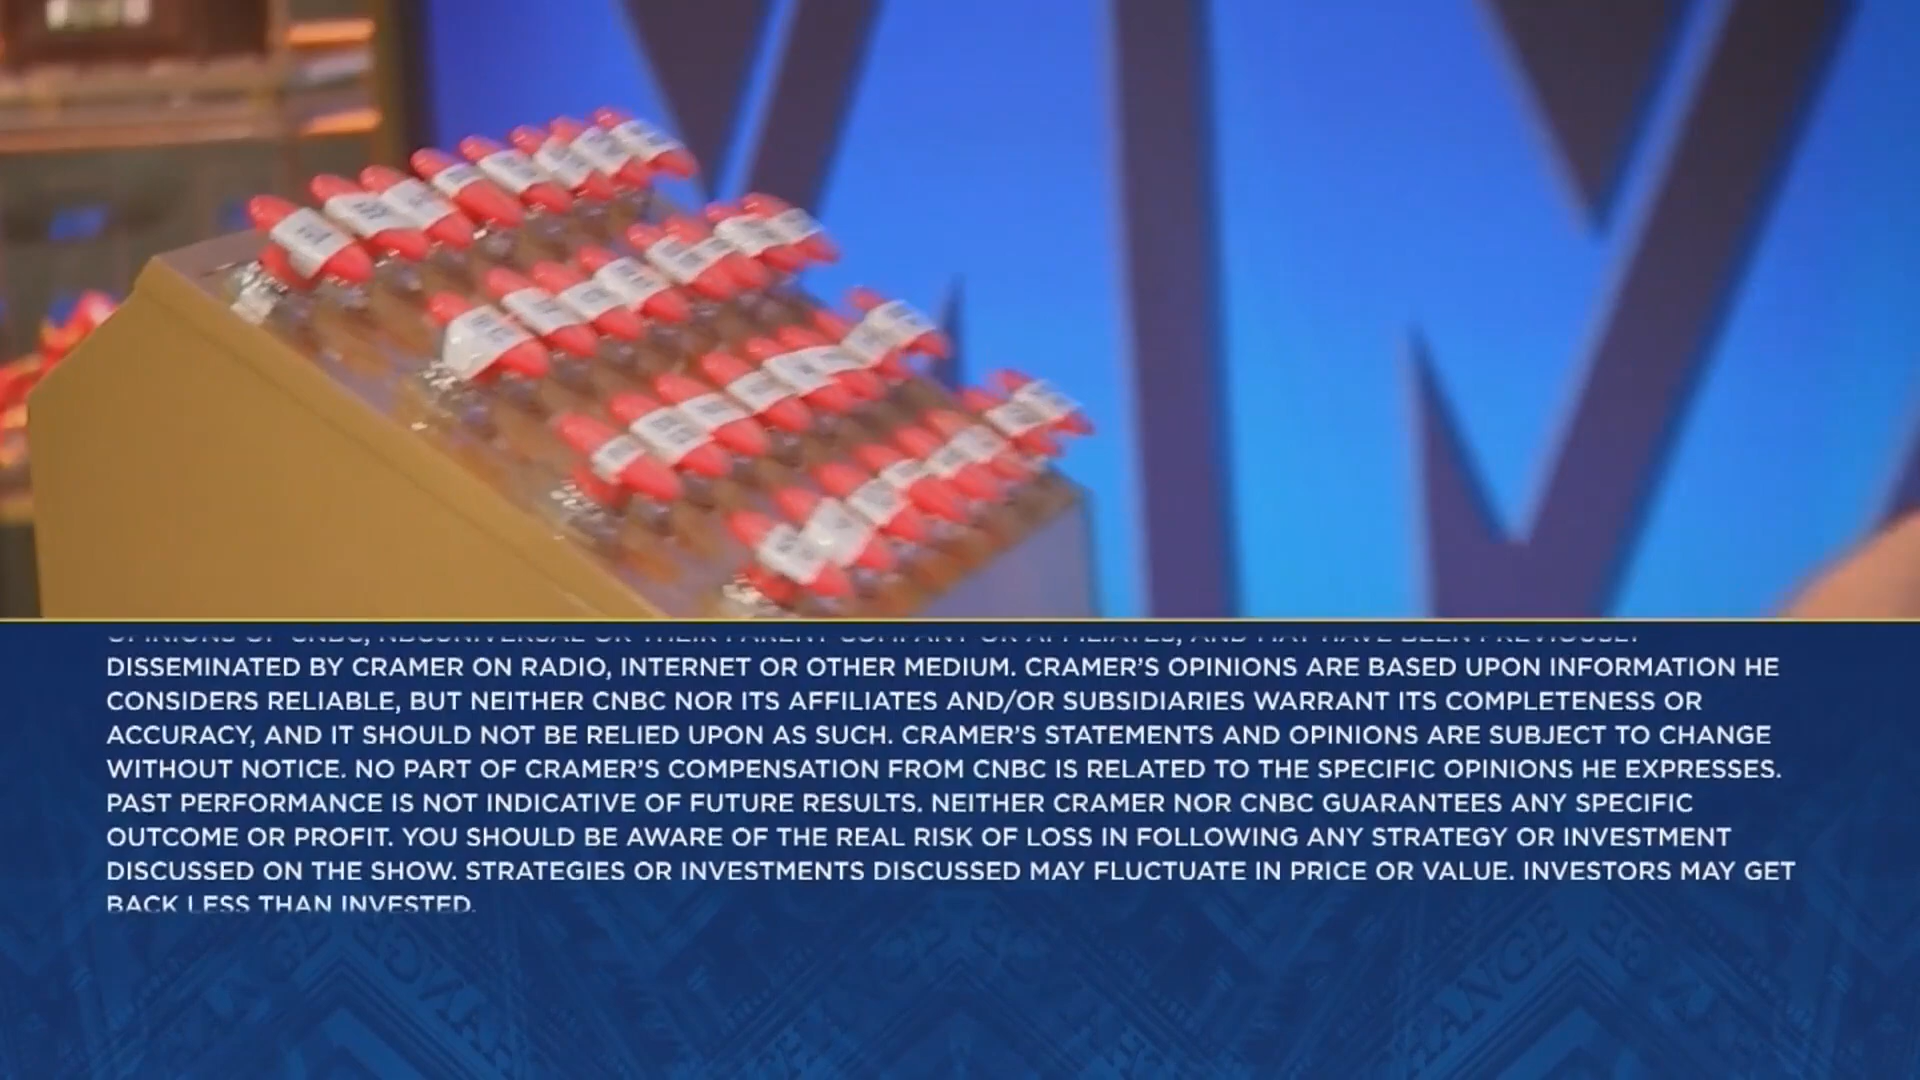 DISSEMINATED BY CRAMER ON RADIO, INTERNET OR OTHER MEDIUM. CRAMER'S OPINIONS ARE BASED UPON INFORMATION HE
CONSIDERS RELIABLE, BUT NEITHER CNBC NOR ITS AFFILIATES AND/OR SUBSIDIARIES WARRANT ITS COMPLETENESS OR
ACCURACY, AND IT SHOULD NOT BE RELIED UPON AS SUCH. CRAMER'S STATEMENTS AND OPINIONS ARE SUBJECT TO CHANGE
WITHOUT NOTICE. NO PART OF CRAMER'S COMPENSATION FROM CNBC IS RELATED TO THE SPECIFIC OPINIONS HE EXPRESSES.
PAST PERFORMANCE IS NOT INDICATIVE OF FUTURE RESULTS. NEITHER CRAMER NOR CNBC GUARANTEES ANY SPECIFIC
OUTCOME OR PROFIT. YOU SHOULD BE AWARE OF THE REAL RISK OF LOSS IN FOLLOWING ANY STRATEGY OR INVESTMENT
DISCUSSED ON THE SHOW. STRATEGIES OR INVESTMENTS DISCUSSED MAY FLUCTUATE IN PRICE OR VALUE. INVESTORS MAY GET
BACK LESS THAN INVESTED.